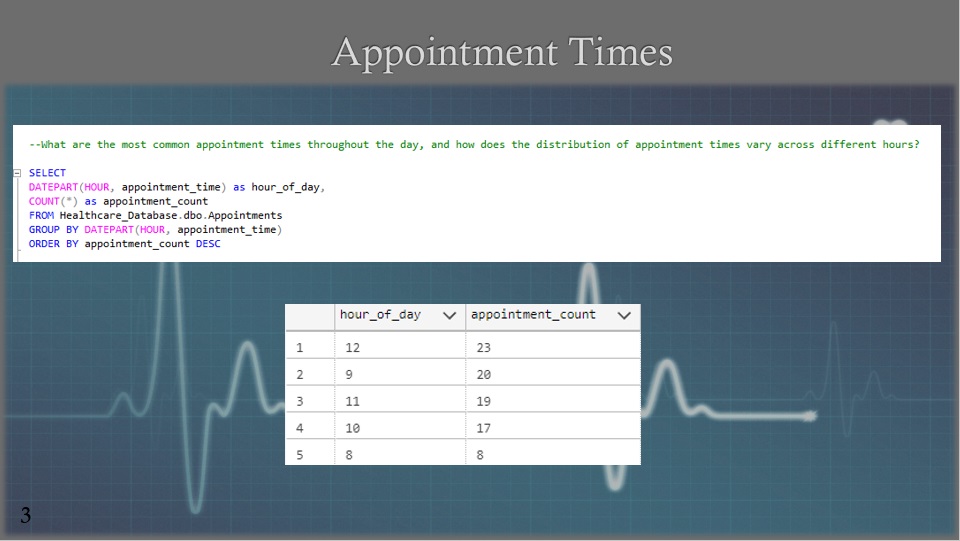 Appointment Times
--What are the most common appointment times throughout the day, and how does the distribution of appointment times vary across different hours?
SELECT
DATEPART(HOUR, appointment_time) as hour_of_day,
COUNT(*) as appointment_count
FROM Healthcare_Database.dbo.Appointments
GROUP BY DATEPART(HOUR, appointment_time)
ORDER BY appointment_count DESC
hour_of_day appointment_count
1 12 23
2 9 20
3 11 19
4 10 17
5 8 8
3